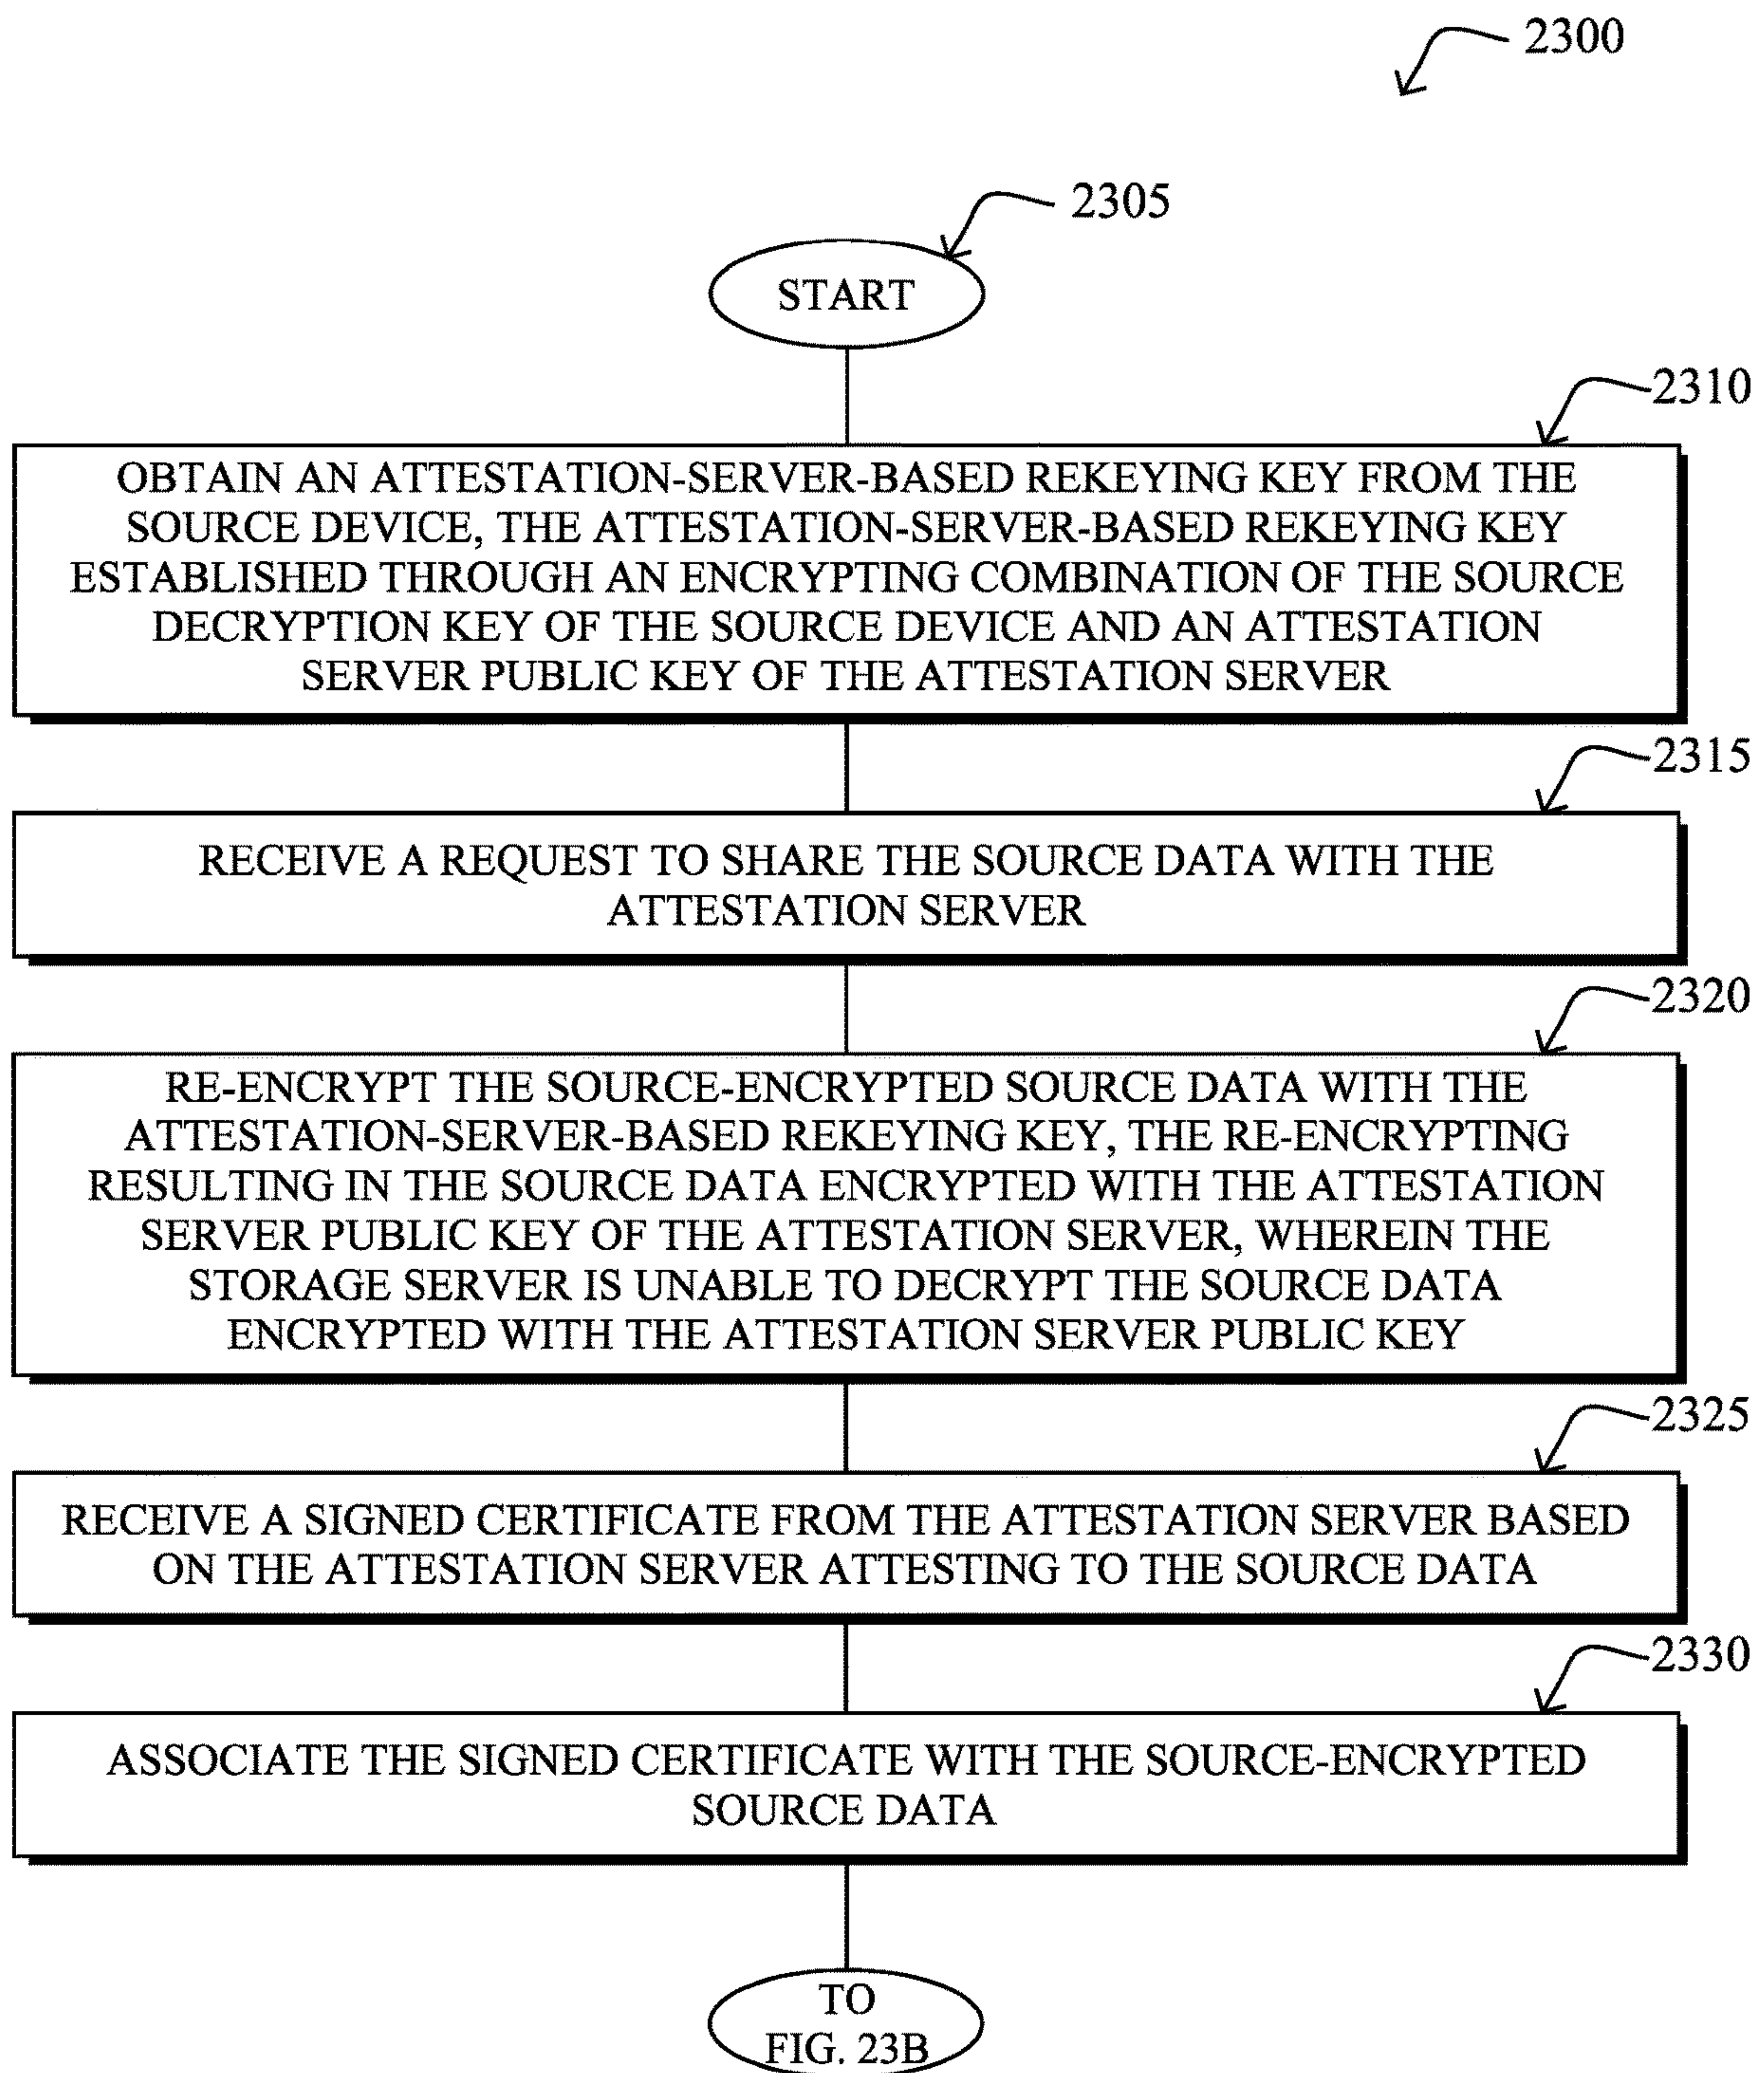 2300
2305
START
2310
OBTAIN AN ATTESTATION-SERVER-BASED REKEYING KEY FROM THE
SOURCE DEVICE, THE ATTESTATION-SERVER-BASED REKEYING KEY
ESTABLISHED THROUGH AN ENCRYPTING COMBINATION OF THE SOURCE
DECRYPTION KEY OF THE SOURCE DEVICE AND AN ATTESTATION
SERVER PUBLIC KEY OF THE ATTESTATION SERVER
2315
RECEIVE A REQUEST TO SHARE THE SOURCE DATA WITH THE
ATTESTATION SERVER
2320
RE-ENCRYPT THE SOURCE-ENCRYPTED SOURCE DATA WITH THE
ATTESTATION-SERVER-BASED REKEYING KEY, THE RE-ENCRYPTING
RESULTING IN THE SOURCE DATA ENCRYPTED WITH THE ATTESTATION
SERVER PUBLIC KEY OF THE ATTESTATION SERVER, WHEREIN THE
STORAGE SERVER IS UNABLE TO DECRYPT THE SOURCE DATA
ENCRYPTED WITH THE ATTESTATION SERVER PUBLIC KEY
2325
RECEIVE A SIGNED CERTIFICATE FROM THE ATTESTATION SERVER BASED
ON THE ATTESTATION SERVER ATTESTING TO THE SOURCE DATA
2330
ASSOCIATE THE SIGNED CERTIFICATE WITH THE SOURCE-ENCRYPTED
SOURCE DATA
TO
FIG. 23B